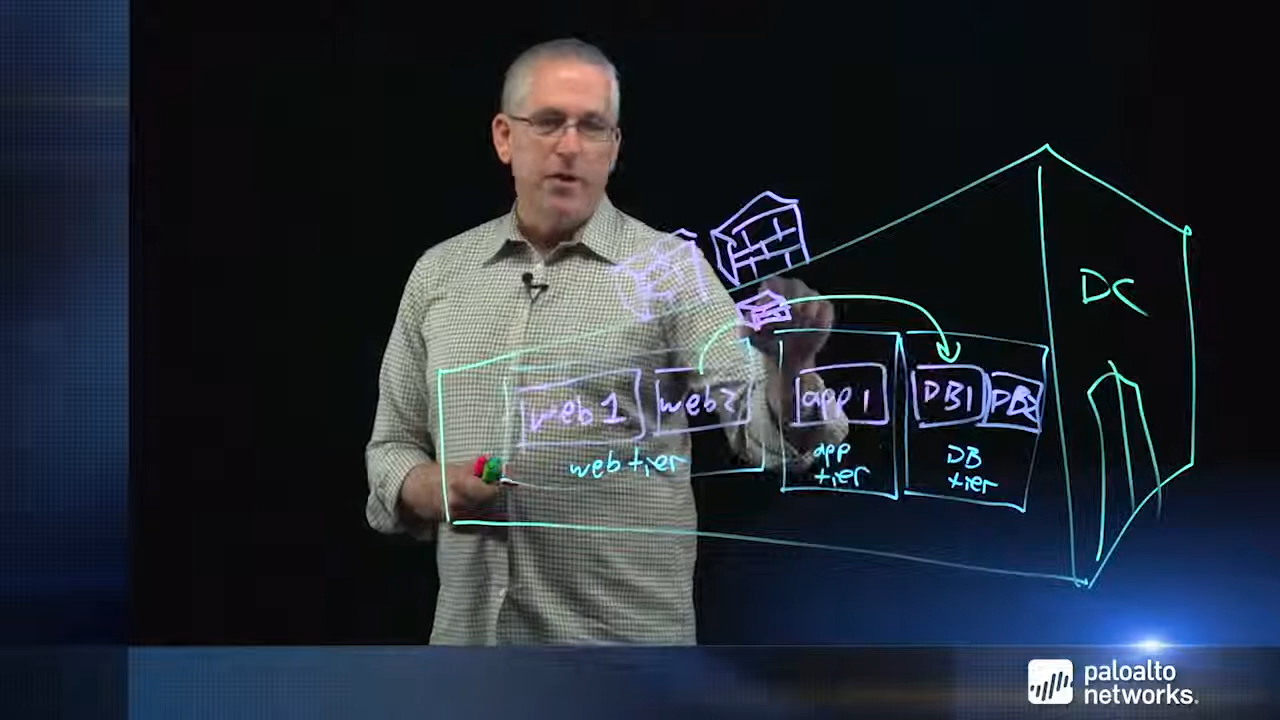 DC
web1
web2
app1
DB1
DB2
web tier
app
tier
DB
tier
paloalto
networks.